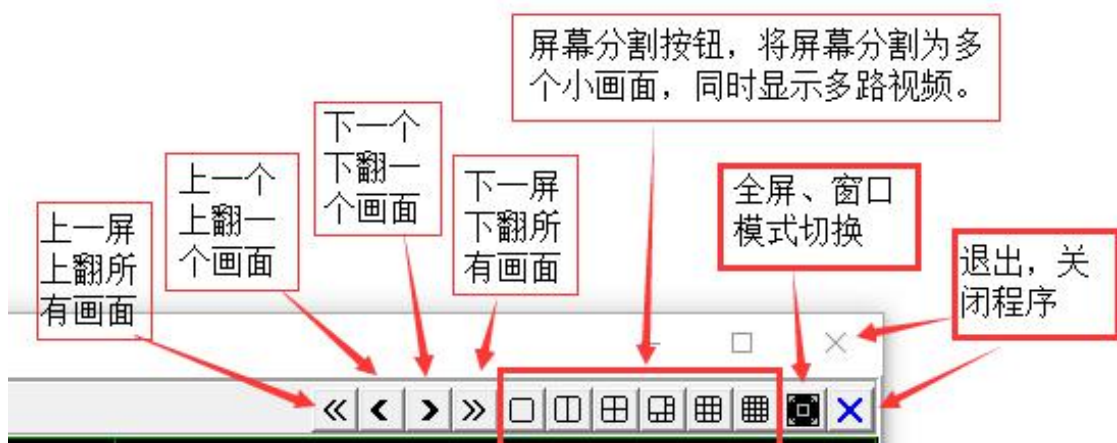 屏幕分割按钮，将屏幕分割为多
个小画面，同时显示多路视频。
下一个
下翻一
个画面
上一个
上翻一
个画面
下一屏
下翻所
有画面
全屏、窗口
模式切换
上一屏
上翻所
有画面
退出，关
闭程序